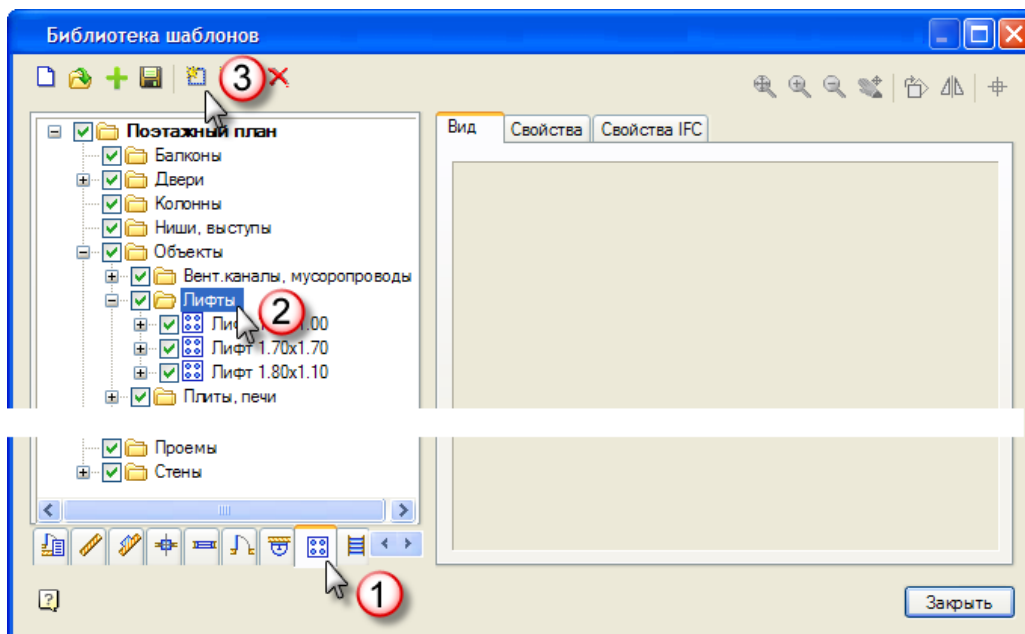 Библиотека шаблонов
3
Вид Свойства Свойства IFC
Поэтажный план
Балконы
Двери
Колонны
Ниши, выступы
Объекты
Вент.каналы, мусоропроводы
Лифты
2
.00
Лифт 1.70x1.70
Лифт 1.80x1.10
Плиты, печи
Проемы
Стены
1
Закрыть